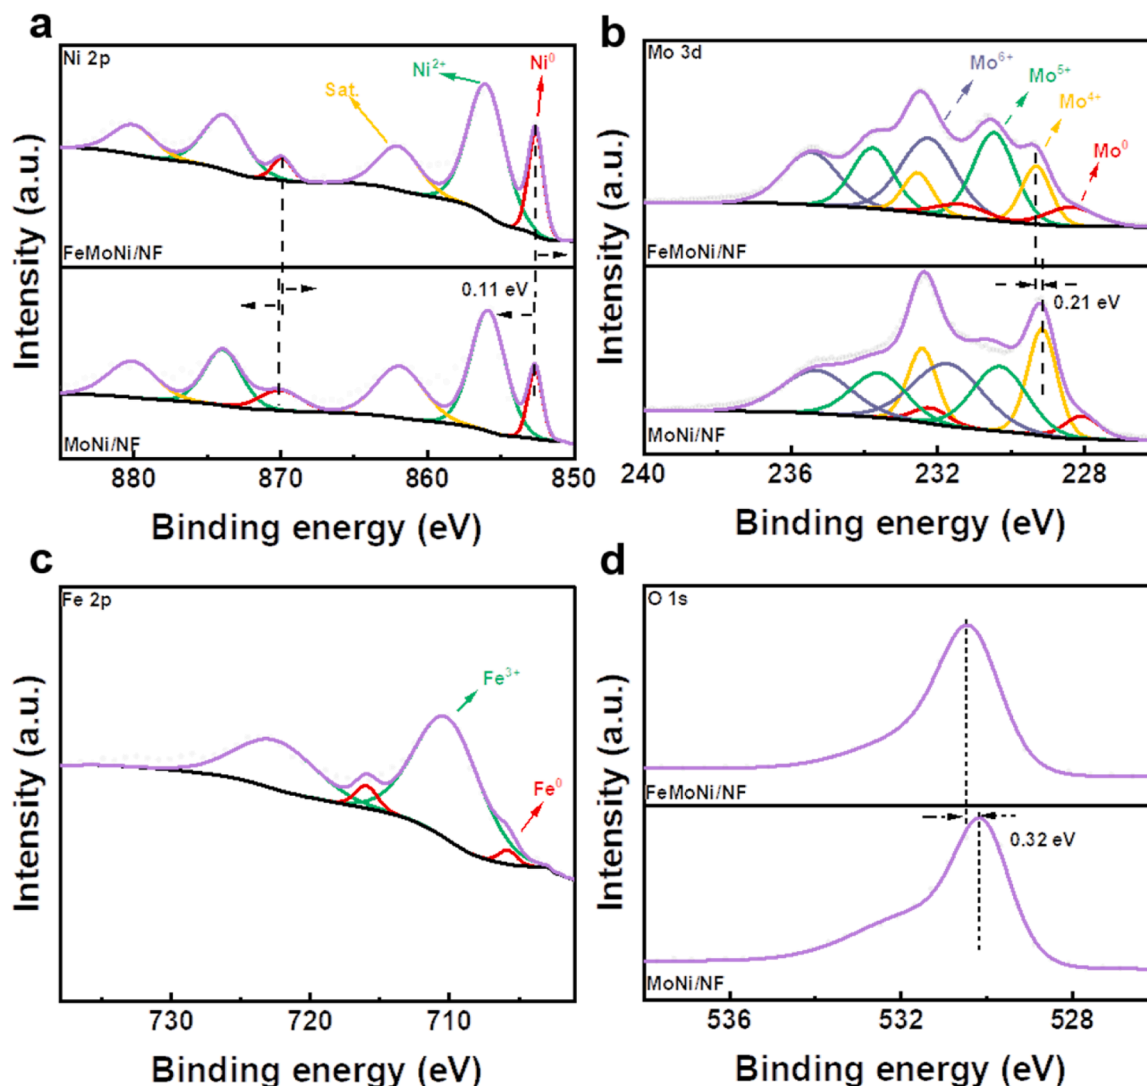 a
Ni 2p
Sat.
Ni2+
Ni0
FeMoNi/NF
0.11 eV
MoNi/NF
880 870 860 850
Binding energy (eV)
Intensity (a.u.)
b
Mo 3d
Mo6+
Mo5+
Mo4+
Mo0
FeMoNi/NF
0.21 eV
MoNi/NF
240 236 232 228
Binding energy (eV)
Intensity (a.u.)
c
Fe 2p
Fe3+
Fe0
730 720 710
Binding energy (eV)
Intensity (a.u.)
d
O 1s
FeMoNi/NF
0.32 eV
MoNi/NF
536 532 528
Binding energy (eV)
Intensity (a.u.)